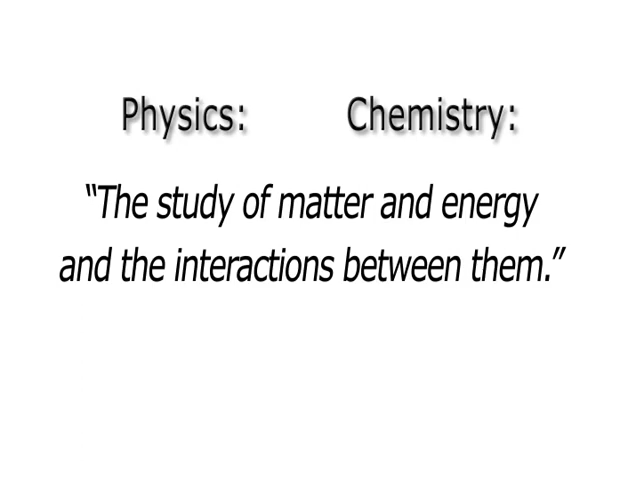 Physics: Chemistry:
“The study of matter and energy
and the interactions between them.”